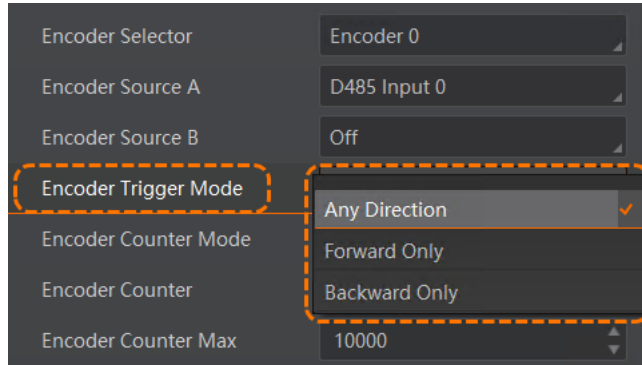 Encoder Selector Encoder 0
Encoder Source A D485 Input 0
Encoder Source B Off
Encoder Trigger Mode
Any Direction
Encoder Counter Mode
Forward Only
Encoder Counter
Backward Only
Encoder Counter Max 10000